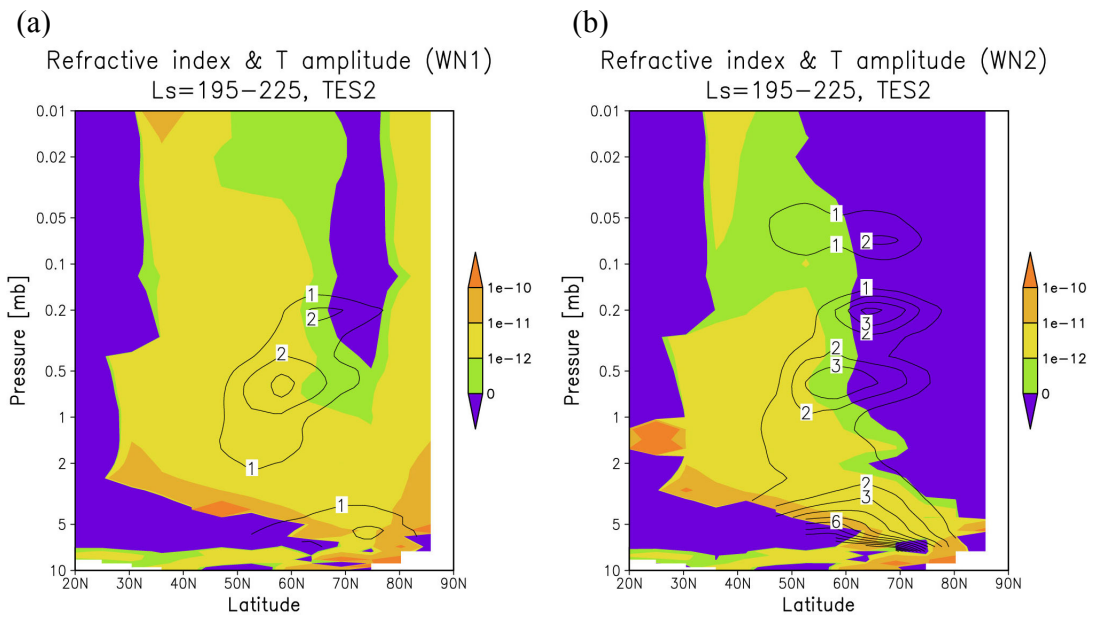 (a)
Refractive index & T amplitude (WN1)
Ls=195-225, TES2
0.01
0.02
0.05
0.1
0.2
0.5
1
2
5
10
Pressure [mb]
1
2
2
1
1
20N 30N 40N 50N 60N 70N 80N 90N
Latitude
1e-10
1e-11
1e-12
0
(b)
Refractive index & T amplitude (WN2)
Ls=195-225, TES2
0.01
0.02
0.05
0.1
0.2
0.5
1
2
5
10
Pressure [mb]
1
1
2
1
3
2
2
3
2
2
3
6
20N 30N 40N 50N 60N 70N 80N 90N
Latitude
1e-10
1e-11
1e-12
0